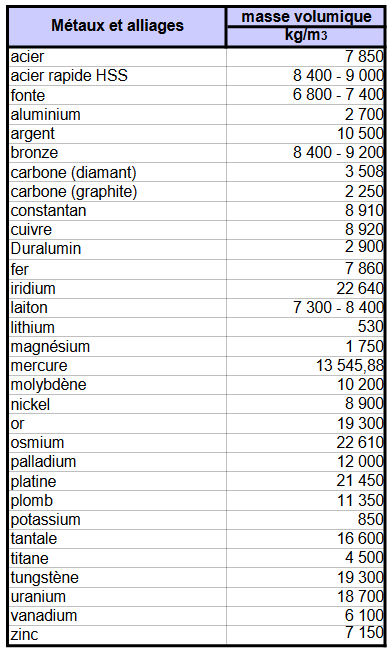 Métaux et alliages masse volumique
kg/m3
acier 7 850
acier rapide HSS 8 400 - 9 000
fonte 6 800 - 7 400
aluminium 2 700
argent 10 500
bronze 8 400 - 9 200
carbone (diamant) 3 508
carbone (graphite) 2 250
constantan 8 910
cuivre 8 920
Duralumin 2 900
fer 7 860
iridium 22 640
laiton 7 300 - 8 400
lithium 530
magnésium 1 750
mercure 13 545,88
molybdène 10 200
nickel 8 900
or 19 300
osmium 22 610
palladium 12 000
platine 21 450
plomb 11 350
potassium 850
tantale 16 600
titane 4 500
tungstène 19 300
uranium 18 700
vanadium 6 100
zinc 7 150